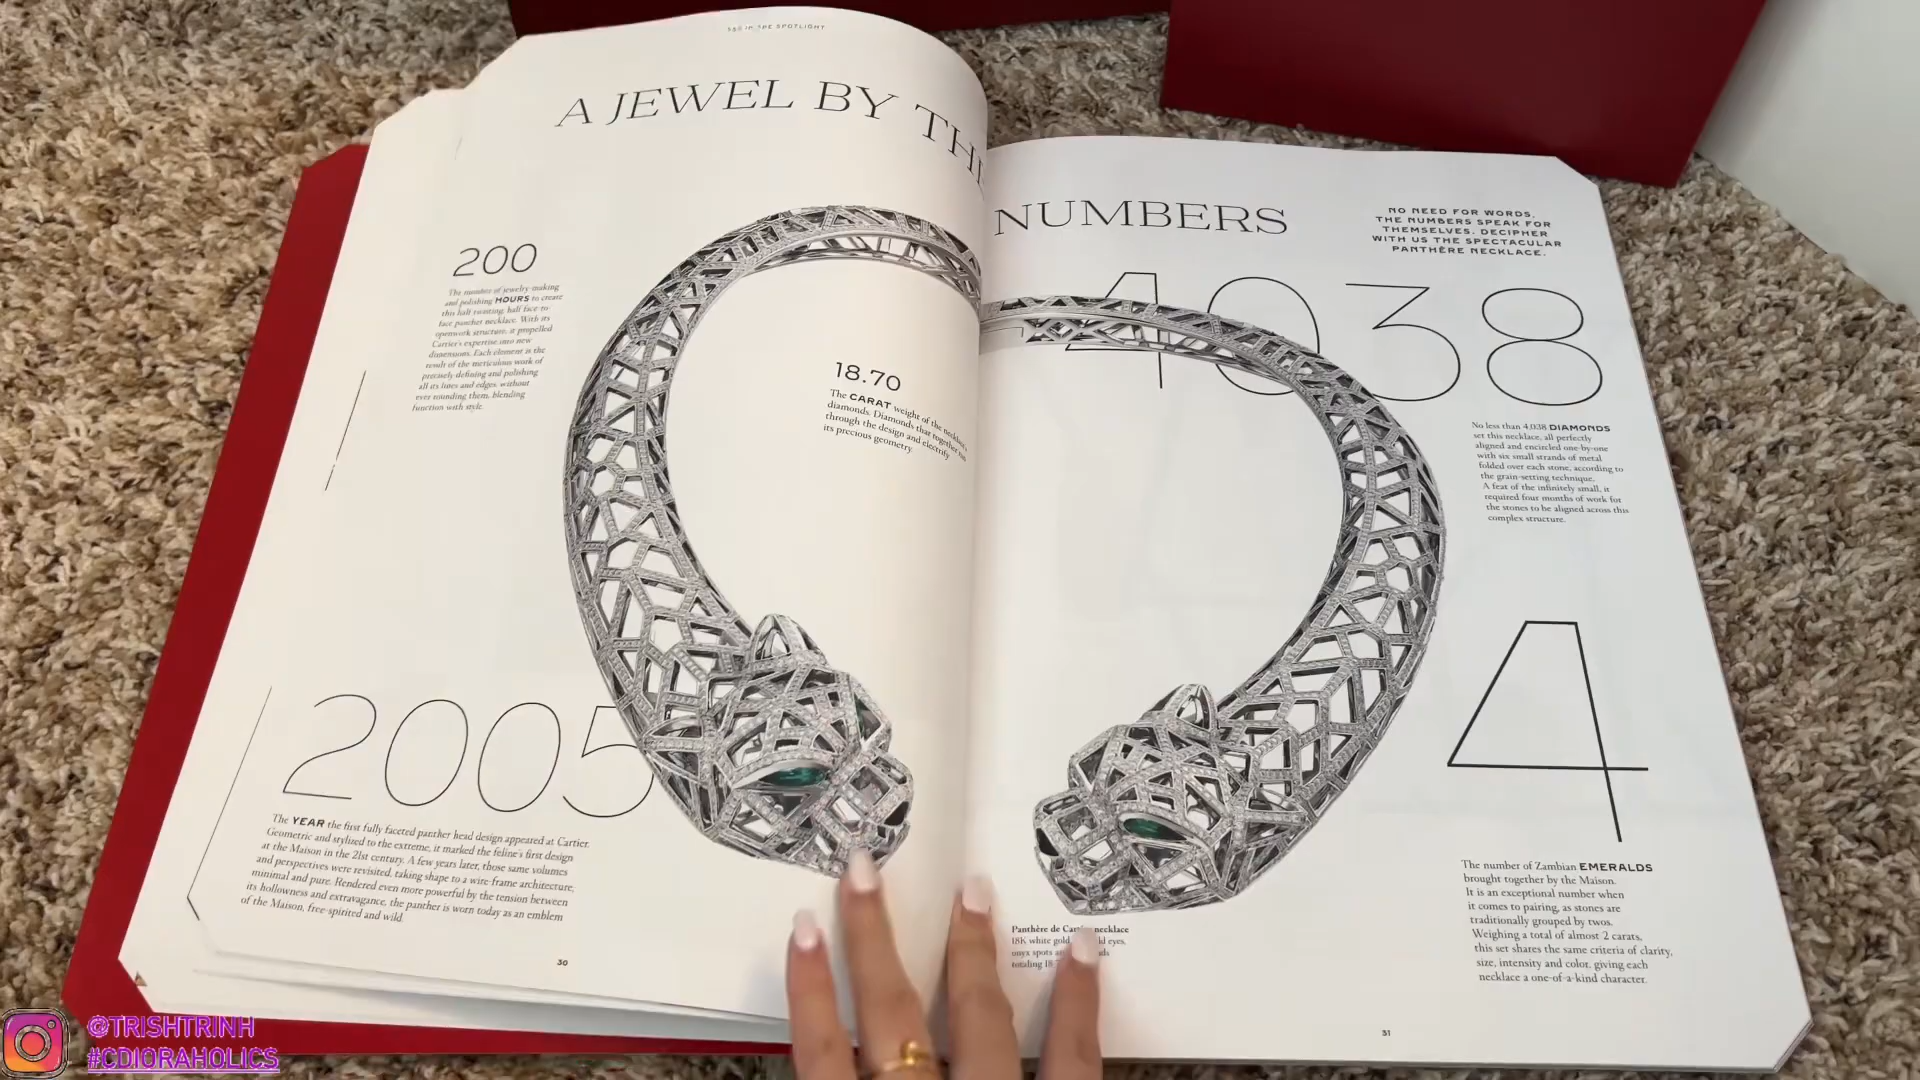 IN THE SPOTLIGHT
A JEWEL BY THE
NUMBERS
NO NEED FOR WORDS,
THE NUMBERS SPEAK FOR
THEMSELVES. DECIPHER
WITH US THE SPECTACULAR
PANTHÈRE NECKLACE.
200
The number of jewelry making
and polishing HOURS to create
this half twisting, half face-to
face panther necklace. With its
openwork structure, it propelled
Cartier's expertise into new
dimensions. Each element is the
result of the meticulous work of
precisely defining and polishing
all its lines and edges, without
ever rounding them, blending
function with style.
18.70
The CARAT weight of the necklace's
diamonds. Diamonds that together
through the design and electrify
its precious geometry.
4038
No less than 4,038 DIAMONDS
set this necklace, all perfectly
aligned and encircled one-by-one
with six small strands of metal
folded over each stone, according to
the grain-setting technique.
A feat of the infinitely small, it
required four months of work for
the stones to be aligned across this
complex structure.
2005
The YEAR the first fully faceted panther head design appeared at Cartier.
Geometric and stylized to the extreme, it marked the feline's first design
at the Maison in the 21st century. A few years later, those same volumes
and perspectives were revisited, taking shape to a wire-frame architecture,
minimal and pure. Rendered even more powerful by the tension between
its hollowness and extravagance, the panther is worn today as an emblem
of the Maison, free-spirited and wild.
4
The number of Zambian EMERALDS
brought together by the Maison.
It is an exceptional number when
it comes to pairing, as stones are
traditionally grouped by twos.
Weighing a total of almost 2 carats,
this set shares the same criteria of clarity,
size, intensity and color, giving each
necklace a one-of-a-kind character.
Panthère de Cartier necklace
18K white gold, eyes,
onyx spots
totaling
30
31
@TRISHTRINH
#CDIORAHOLICS